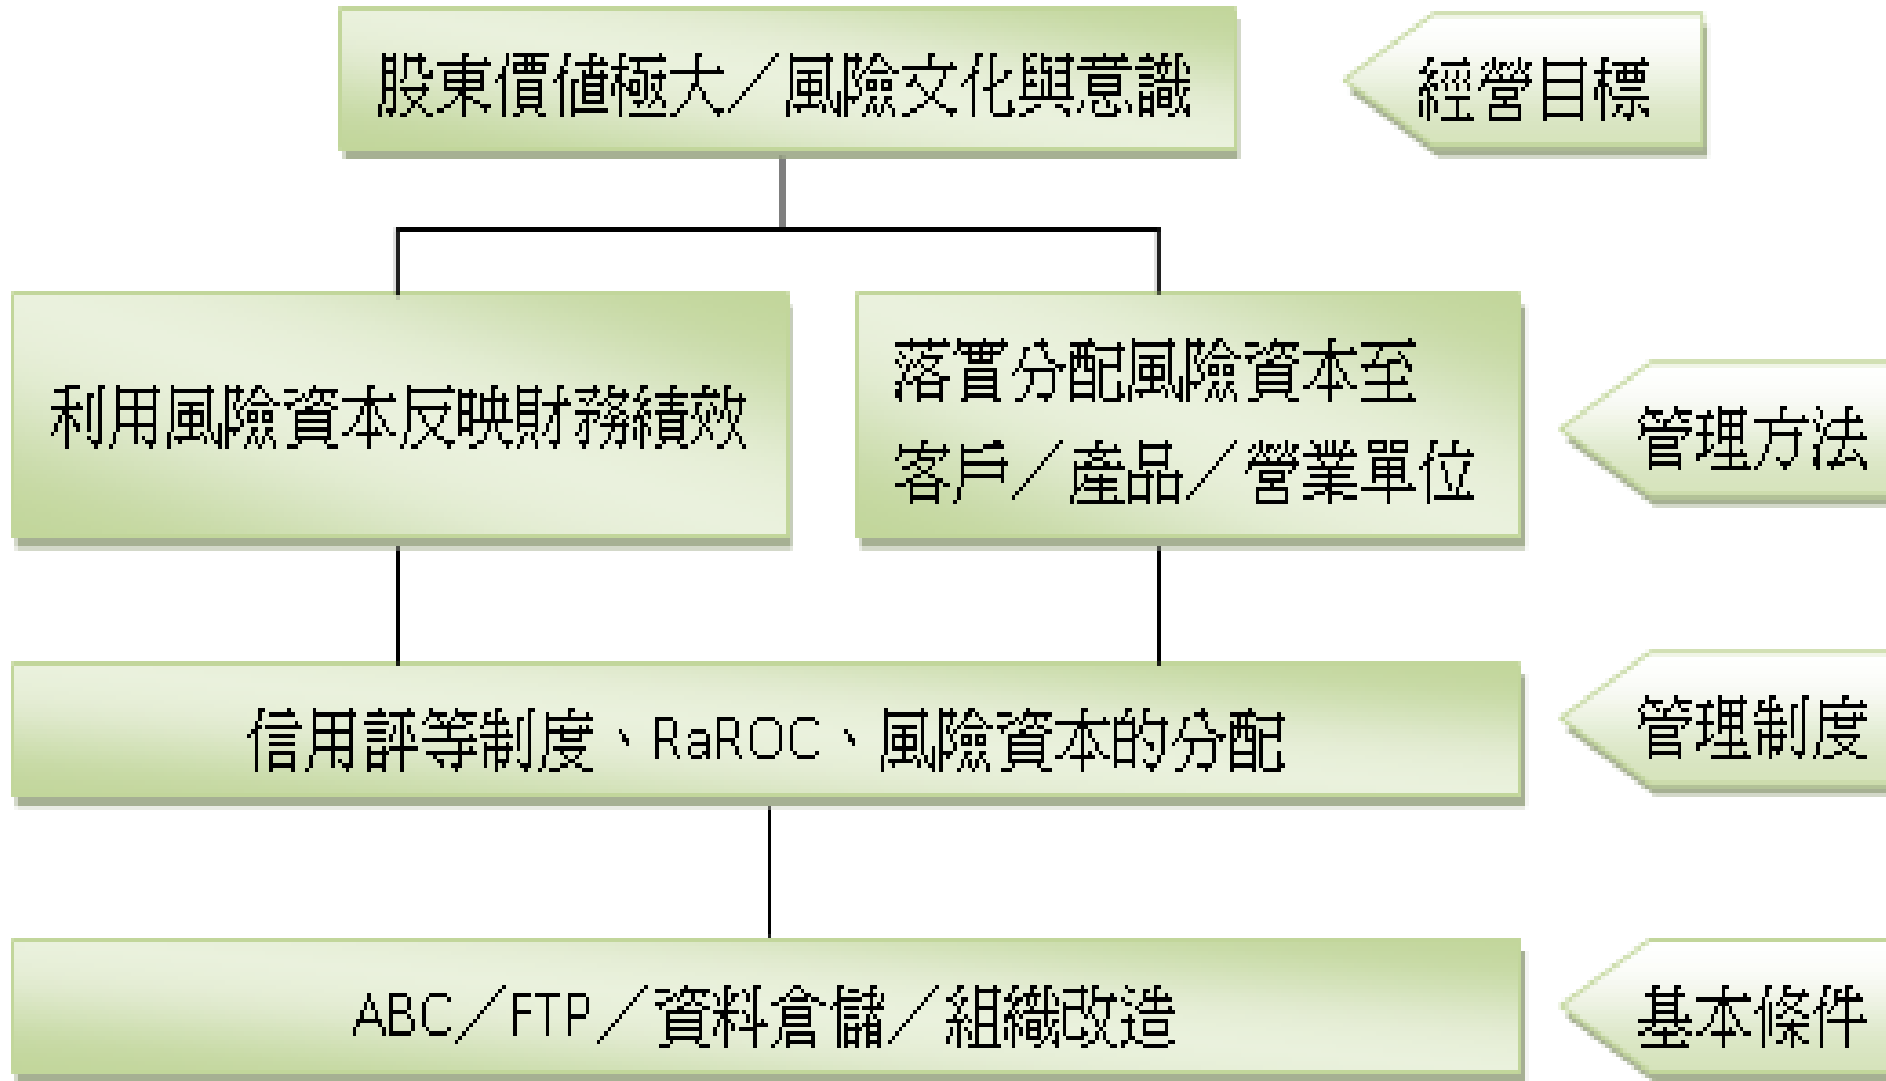 股東價值極大／風險文化與意識
經營目標
利用風險資本反映財務績效
落實分配風險資本至
客戶／產品／營業單位
管理方法
信用評等制度、RaROC、風險資本的分配
管理制度
ABC／FTP／資料倉儲／組織改造
基本條件